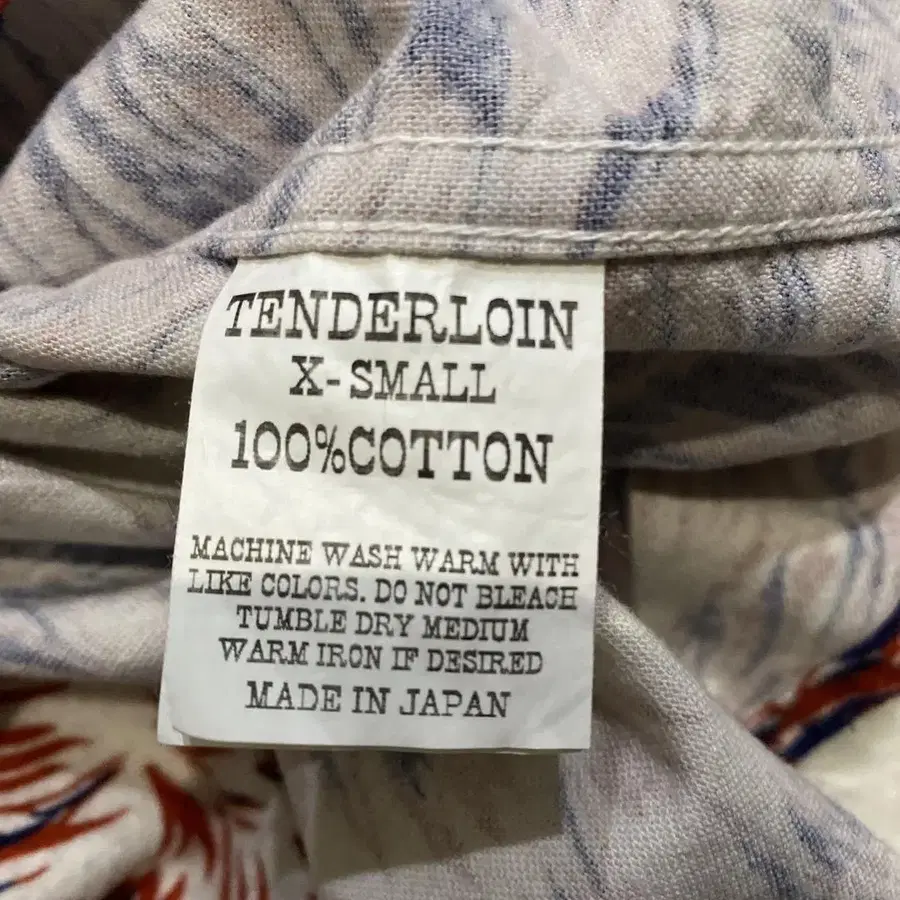 TENDERLOIN
X-SMALL
100%COTTON
MACHINE WASH WARM WITH
LIKE COLORS. DO NOT BLEACH
TUMBLE DRY MEDIUM
WARM IRON IF DESIRED
MADE IN JAPAN